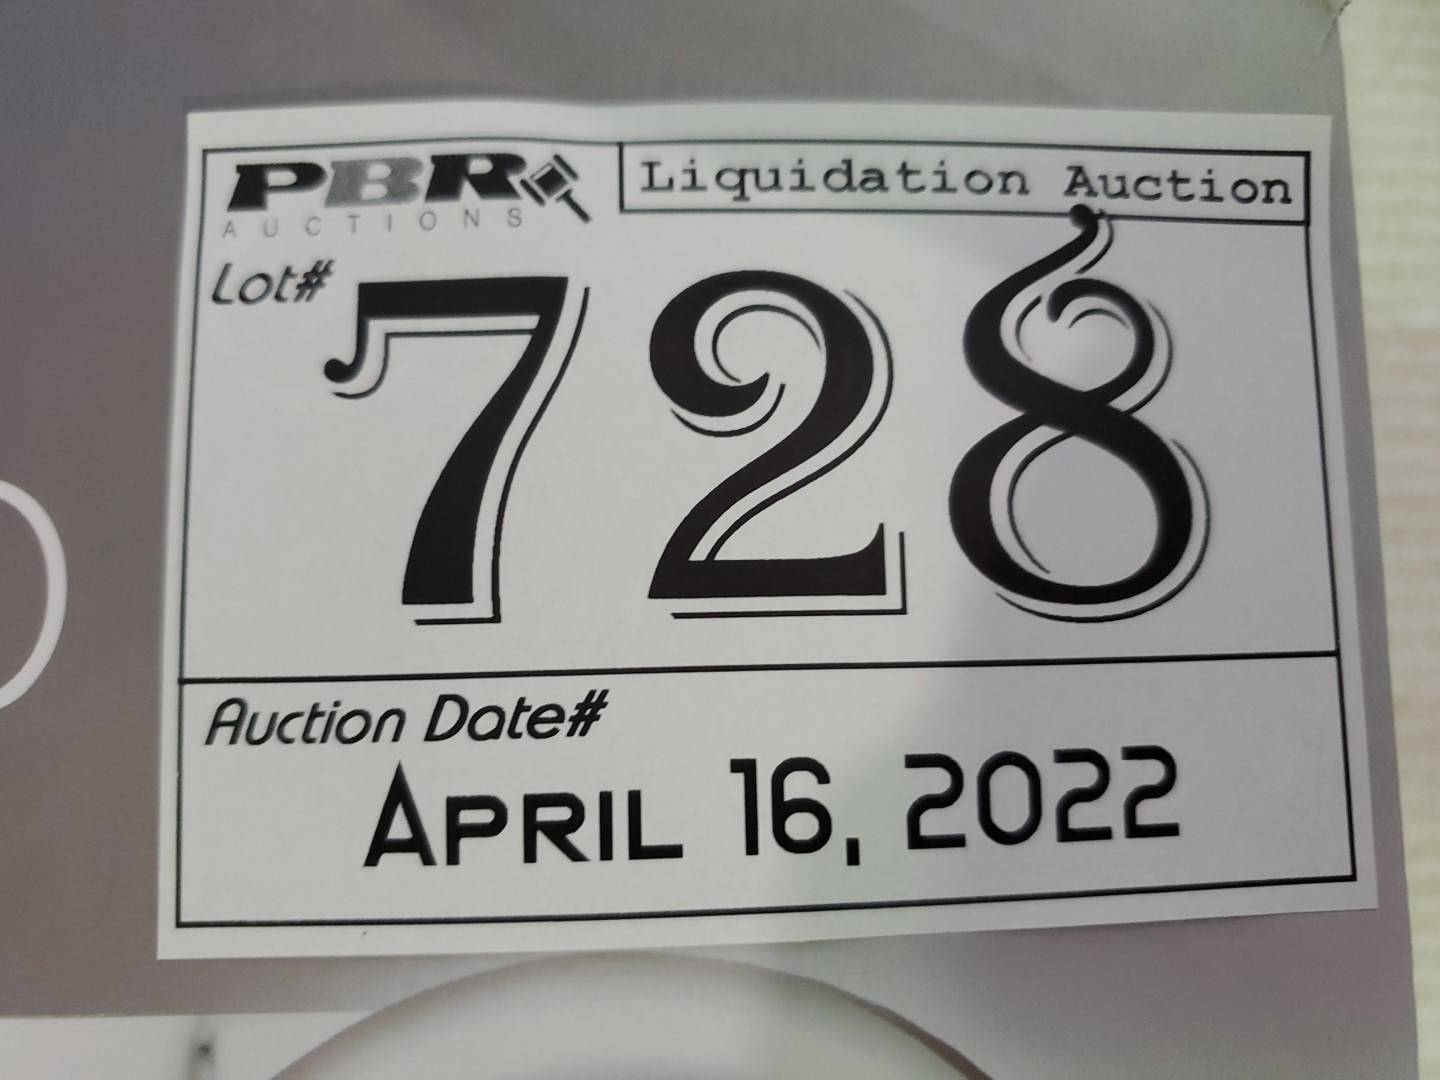 PBR
AUCTIONS
Liquidation Auction
Lot#
728
Auction Date#
April 16, 2022